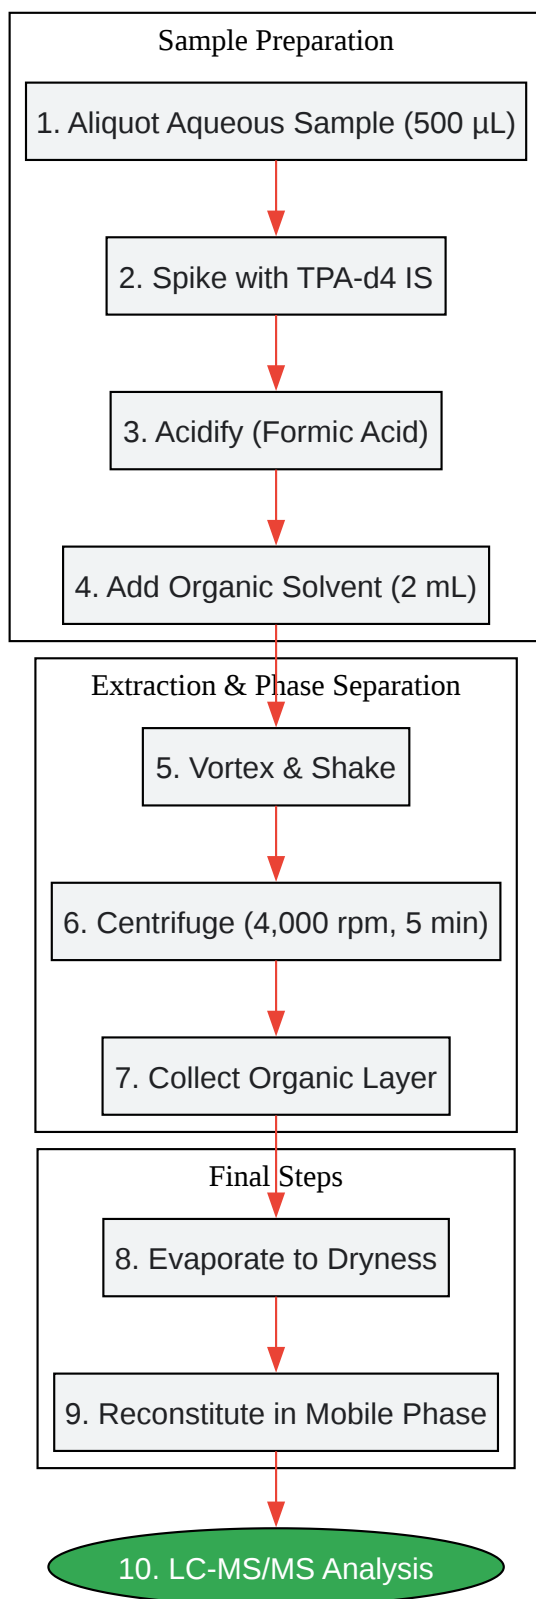 Sample Preparation
1. Aliquot Aqueous Sample (500 µL)
2. Spike with TPA-d4 IS
3. Acidify (Formic Acid)
4. Add Organic Solvent (2 mL)
Extraction & Phase Separation
5. Vortex & Shake
6. Centrifuge (4,000 rpm, 5 min)
7. Collect Organic Layer
Final Steps
8. Evaporate to Dryness
9. Reconstitute in Mobile Phase
10. LC-MS/MS Analysis